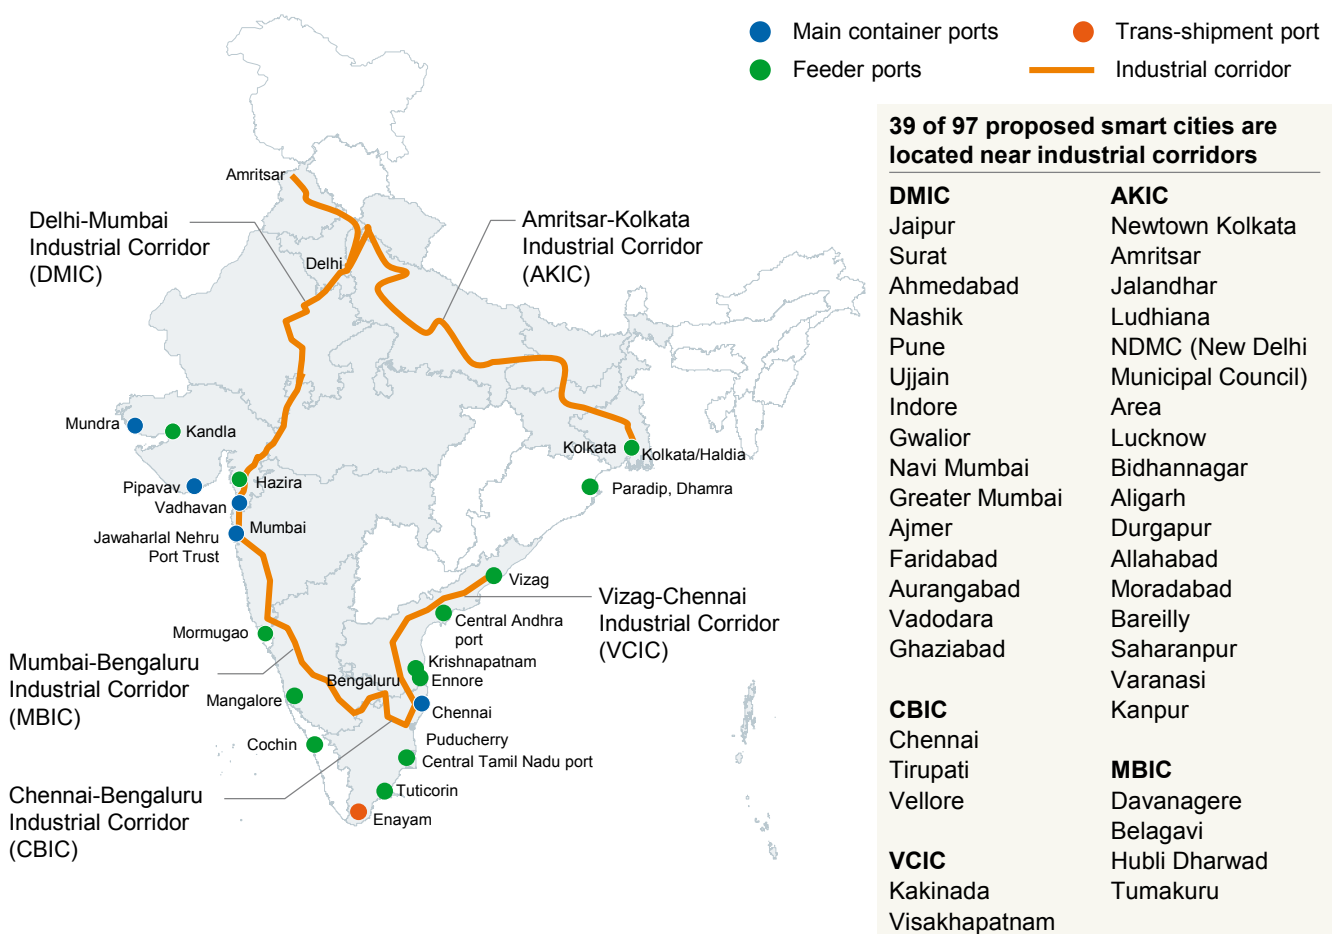 Main container ports
Trans-shipment port
Feeder ports
Industrial corridor
39 of 97 proposed smart cities are
located near industrial corridors
DMIC
Jaipur
Surat
Ahmedabad
Nashik
Pune
Ujjain
Indore
Gwalior
Navi Mumbai
Greater Mumbai
Ajmer
Faridabad
Aurangabad
Vadodara
Ghaziabad
CBIC
Chennai
Tirupati
Vellore
VCIC
Kakinada
Visakhapatnam
AKIC
Newtown Kolkata
Amritsar
Jalandhar
Ludhiana
NDMC (New Delhi
Municipal Council)
Area
Lucknow
Bidhannagar
Aligarh
Durgapur
Allahabad
Moradabad
Bareilly
Saharanpur
Varanasi
Kanpur
MBIC
Davanagere
Belagavi
Hubli Dharwad
Tumakuru
Amritsar
Delhi-Mumbai
Industrial Corridor
(DMIC)
Amritsar-Kolkata
Industrial Corridor
(AKIC)
Delhi
Mundra
Kandla
Kolkata
Kolkata/Haldia
Hazira
Pipavav
Paradip, Dhamra
Vadhavan
Mumbai
Jawaharlal Nehru
Port Trust
Vizag
Vizag-Chennai
Industrial Corridor
(VCIC)
Central Andhra
port
Mormugao
Mumbai-Bengaluru
Industrial Corridor
(MBIC)
Krishnapatnam
Bengaluru
Ennore
Mangalore
Chennai
Cochin
Puducherry
Central Tamil Nadu port
Chennai-Bengaluru
Industrial Corridor
(CBIC)
Tuticorin
Enayam